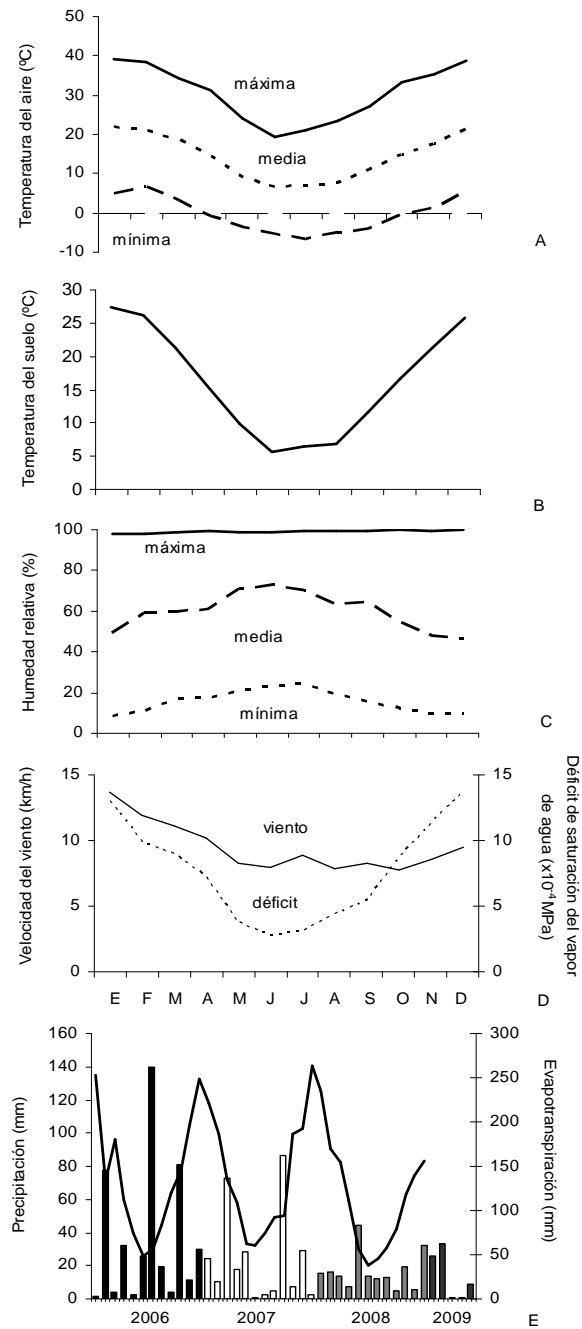 50
40
30
20
10
0
-10
Temperatura del aire (ºC)
máxima
media
mínima
A
30
25
20
15
10
5
0
Temperatura del suelo (ºC)
B
100
80
60
40
20
0
Humedad relativa (%)
máxima
media
mínima
C
15
10
5
0
Velocidad del viento (km/h)
viento
déficit
15
10
5
0
Déficit de saturación del vapor
de agua (x10-4 MPa)
E F M A M J J A S O N D
D
160
140
120
100
80
60
40
20
0
Precipitación (mm)
300
250
200
150
100
50
0
Evapotranspiración (mm)
2006 2007 2008 2009
E